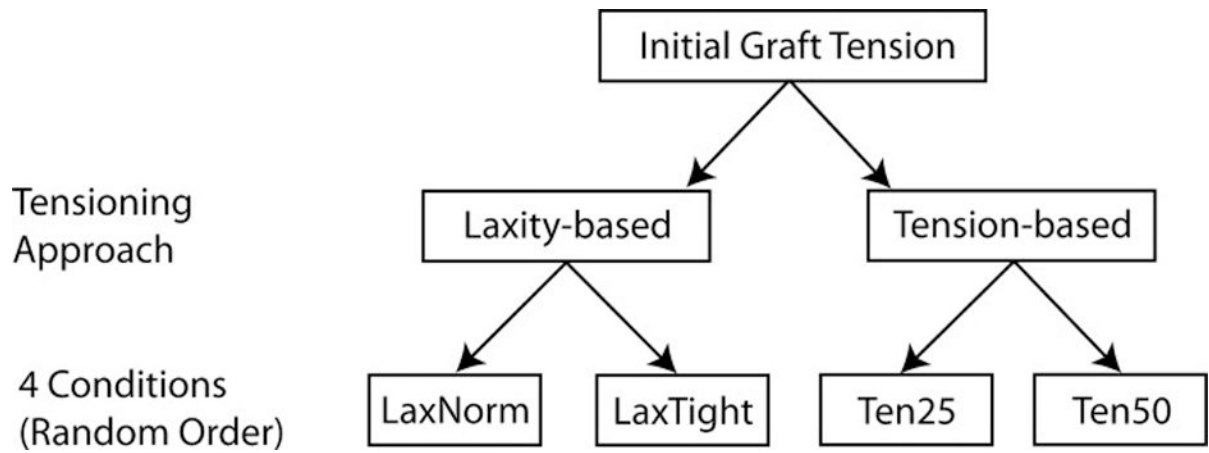 Initial Graft Tension
Tensioning
Approach
Laxity-based
Tension-based
4 Conditions
(Random Order)
LaxNorm
LaxTight
Ten25
Ten50